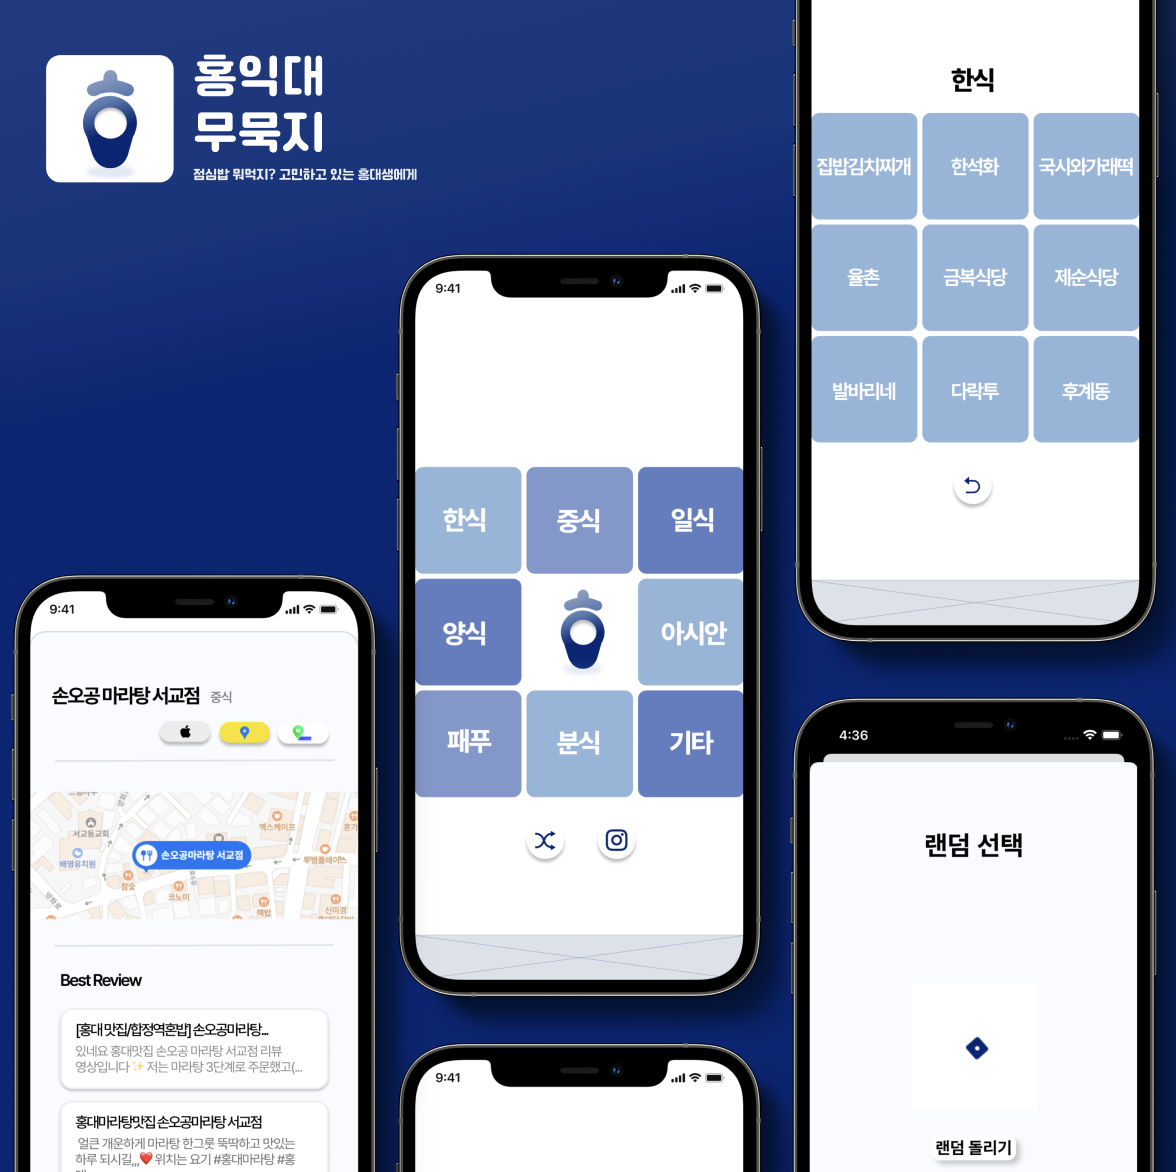 홍익대
무묵지
점심밥 뭐먹지? 고민하고 있는 홍대생에게
한식
집밥김치찌개 한석화 국시와가래떡
율촌 금복식당 제순식당
발바리네 다락투 후계동
9:41
한식 중식 일식
양식 아시안
패푸 분식 기타
9:41
손오공 마라탕 서교점 중식
서교동교회
엑스케이프
배영유치원
손오공마라탕 서교점
투썸플레이스
참숯
코노미
책밥
신미경
Best Review
[홍대 맛집/합정역혼밥] 손오공마라탕...
있네요 홍대맛집 손오공 마라탕 서교점 리뷰
영상입니다 ✨ 저는 마라탕 3단계로 주문했고(...
홍대마라탕맛집 손오공마라탕 서교점
얼큰 개운하게 마라탕 한그릇 뚝딱하고 맛있는
하루 되시길,,,❤️ 위치는 요기 #홍대마라탕 #홍
9:41
4:36
랜덤 선택
랜덤 돌리기